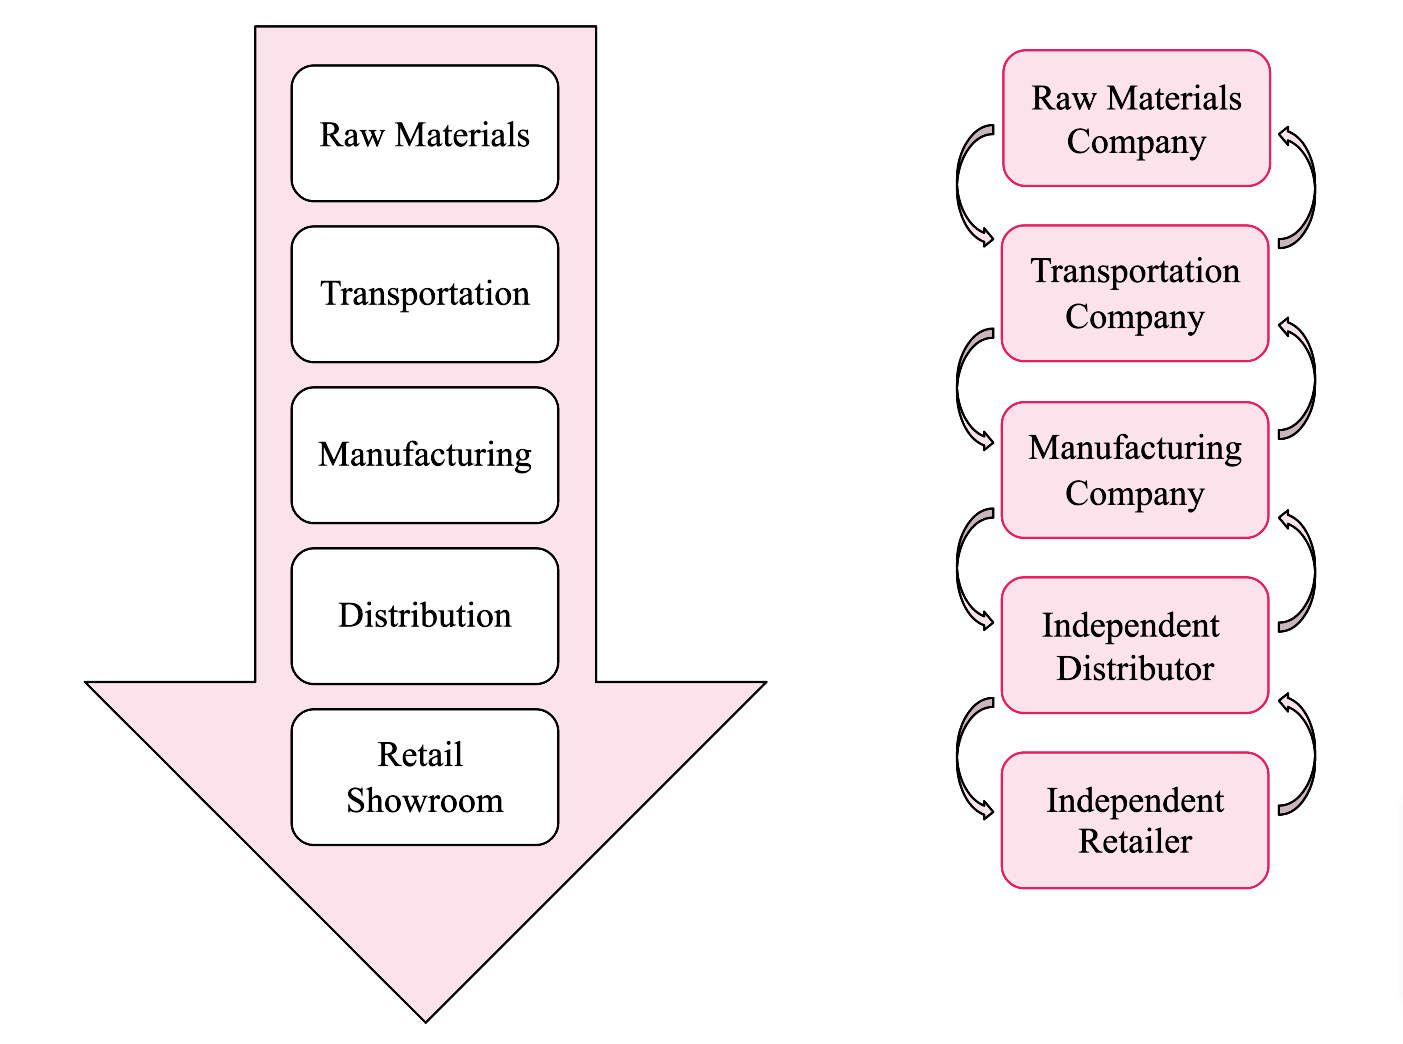 Raw Materials
Transportation
Manufacturing
Distribution
Retail
Showroom
Raw Materials
Company
Transportation
Company
Manufacturing
Company
Independent
Distributor
Independent
Retailer